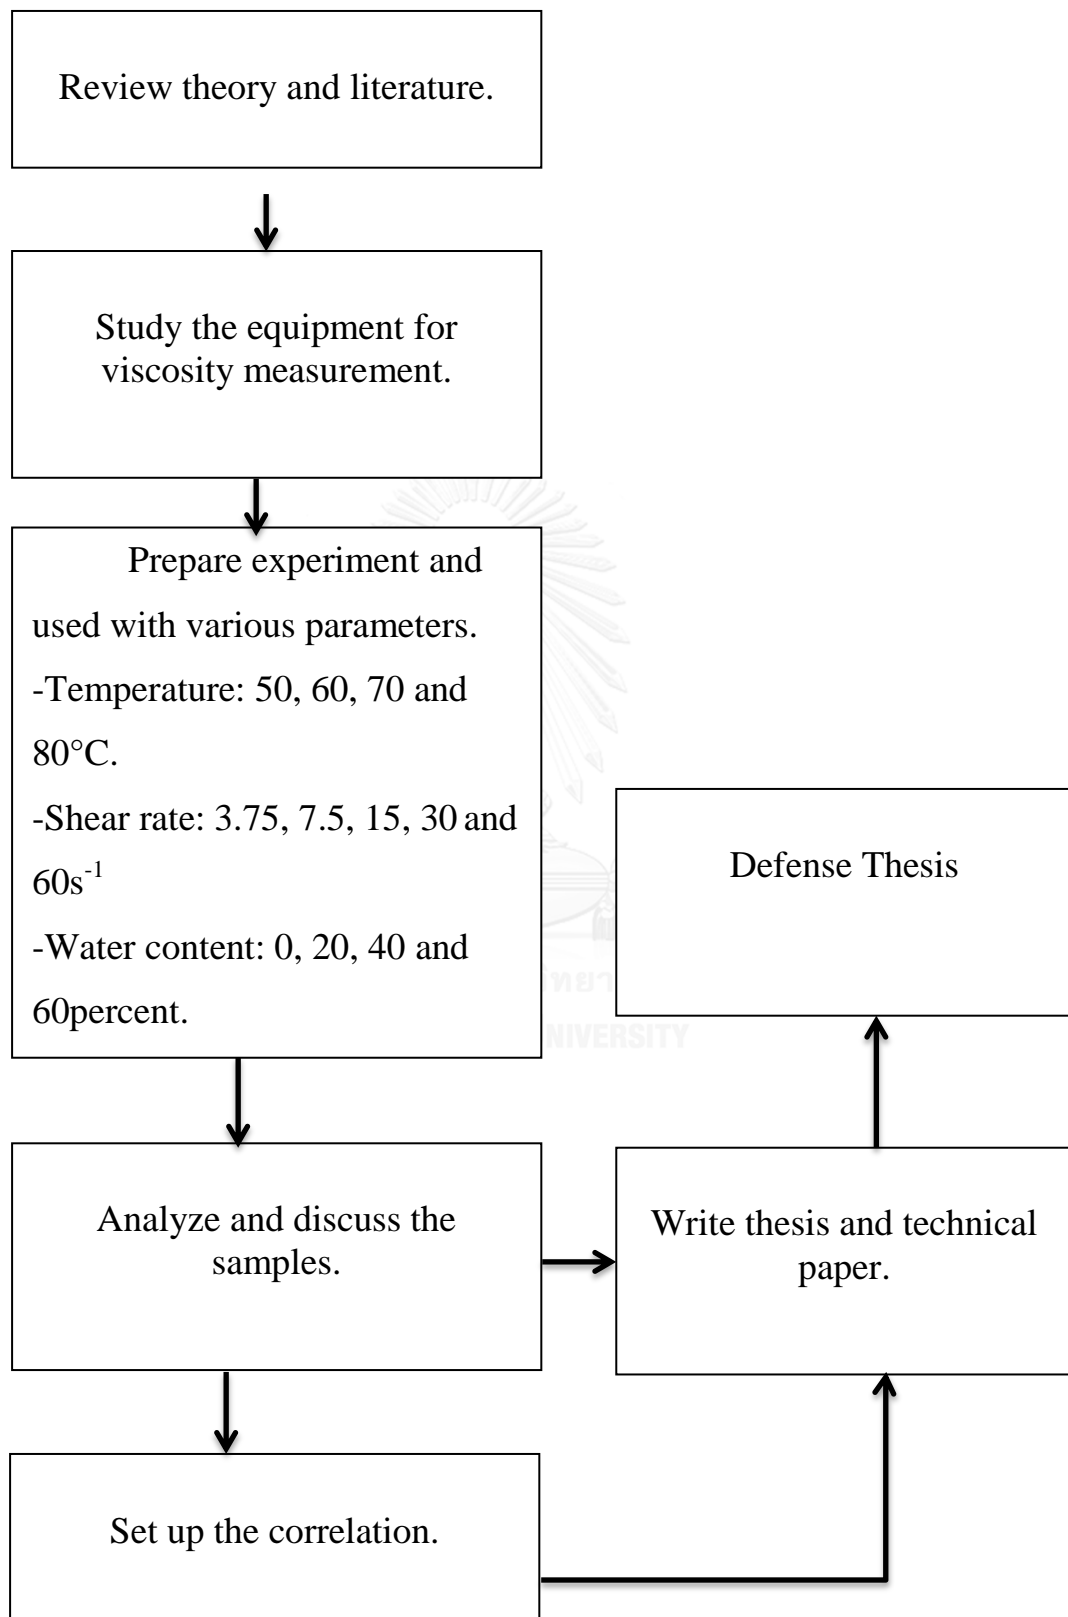 Review theory and literature.
Study the equipment for
viscosity measurement.
Prepare experiment and
used with various parameters.
-Temperature: 50, 60, 70 and
80°C.
-Shear rate: 3.75, 7.5, 15, 30 and
60s⁻¹
-Water content: 0, 20, 40 and
60percent.
Analyze and discuss the
samples.
Set up the correlation.
Write thesis and technical
paper.
Defense Thesis
NIVERSITY